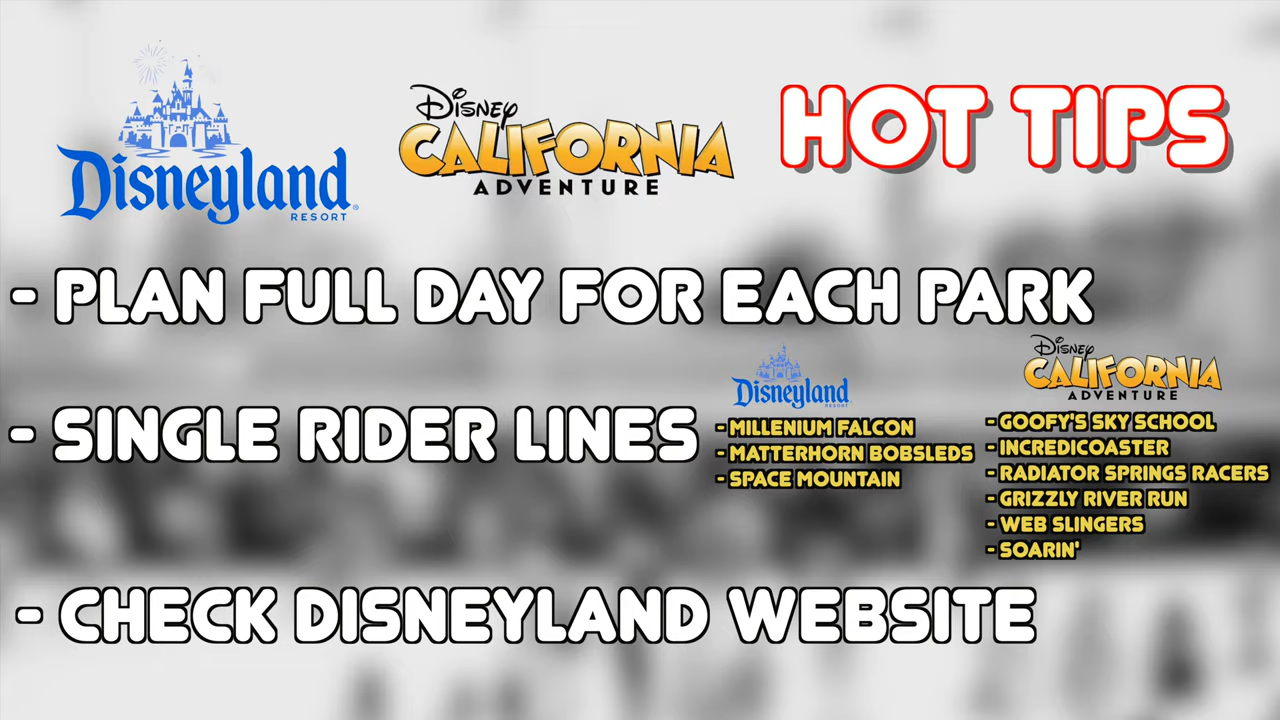 Disneyland
RESORT
Disney
CALIFORNIA
ADVENTURE
HOT TIPS
- PLAN FULL DAY FOR EACH PARK
- SINGLE RIDER LINES
Disneyland
RESORT
- MILLENIUM FALCON
- MATTERHORN BOBSLEDS
- SPACE MOUNTAIN
Disney
CALIFORNIA
ADVENTURE
- GOOFY'S SKY SCHOOL
- INCREDICOASTER
- RADIATOR SPRINGS RACERS
- GRIZZLY RIVER RUN
- WEB SLINGERS
- SOARIN'
- CHECK DISNEYLAND WEBSITE